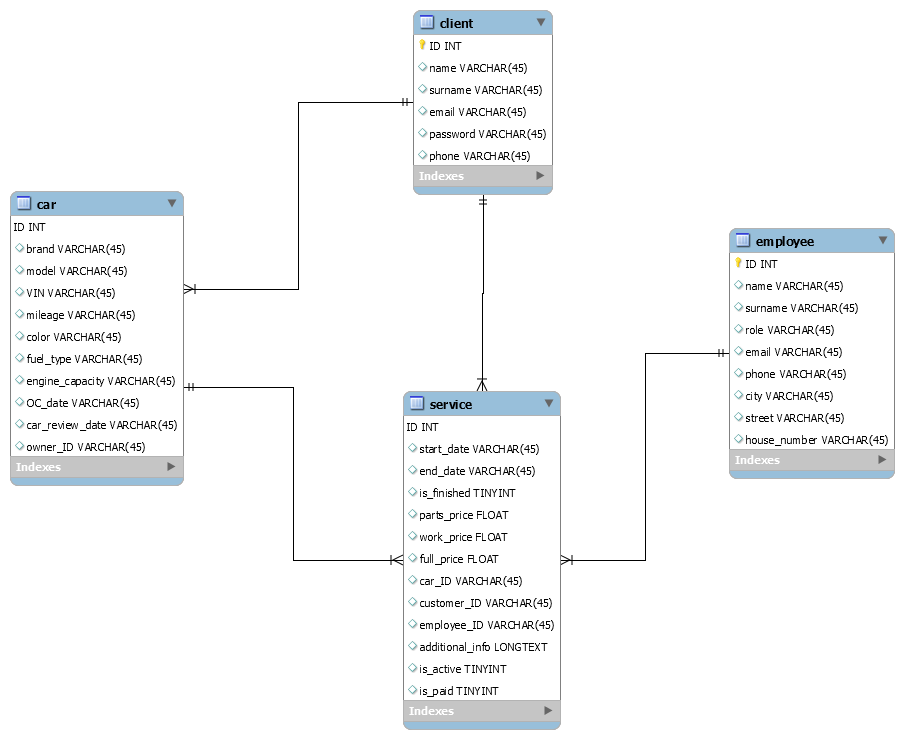 client
ID INT
name VARCHAR(45)
surname VARCHAR(45)
email VARCHAR(45)
password VARCHAR(45)
phone VARCHAR(45)
Indexes
car
ID INT
brand VARCHAR(45)
model VARCHAR(45)
VIN VARCHAR(45)
mileage VARCHAR(45)
color VARCHAR(45)
fuel_type VARCHAR(45)
engine_capacity VARCHAR(45)
OC_date VARCHAR(45)
car_review_date VARCHAR(45)
owner_ID VARCHAR(45)
Indexes
employee
ID INT
name VARCHAR(45)
surname VARCHAR(45)
role VARCHAR(45)
email VARCHAR(45)
phone VARCHAR(45)
city VARCHAR(45)
street VARCHAR(45)
house_number VARCHAR(45)
Indexes
service
ID INT
start_date VARCHAR(45)
end_date VARCHAR(45)
is_finished TINYINT
parts_price FLOAT
work_price FLOAT
full_price FLOAT
car_ID VARCHAR(45)
customer_ID VARCHAR(45)
employee_ID VARCHAR(45)
additional_info LONGTEXT
is_active TINYINT
is_paid TINYINT
Indexes